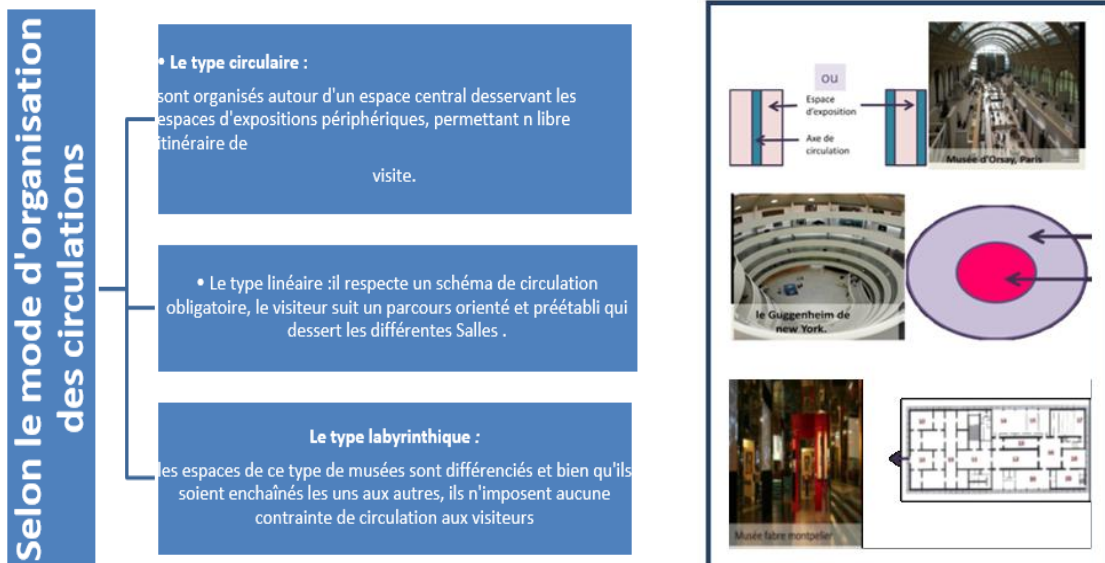 Selon le mode d'organisation
des circulations
• Le type circulaire :
sont organisés autour d'un espace central desservant les
espaces d'expositions périphériques, permettant n libre
itinéraire de
visite.
• Le type linéaire :il respecte un schéma de circulation
obligatoire, le visiteur suit un parcours orienté et préétabli qui
dessert les différentes Salles .
Le type labyrinthique :
les espaces de ce type de musées sont différenciés et bien qu'ils
soient enchaînés les uns aux autres, ils n'imposent aucune
contrainte de circulation aux visiteurs
ou
Espace
d'exposition
Axe de
circulation
Musée d'Orsay, Paris
le Guggenheim de
new York.
Musée fabre montpelier